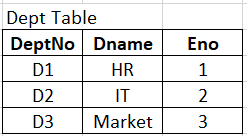 Dept Table
DeptNo Dname Eno
D1 HR 1
D2 IT 2
D3 Market 3